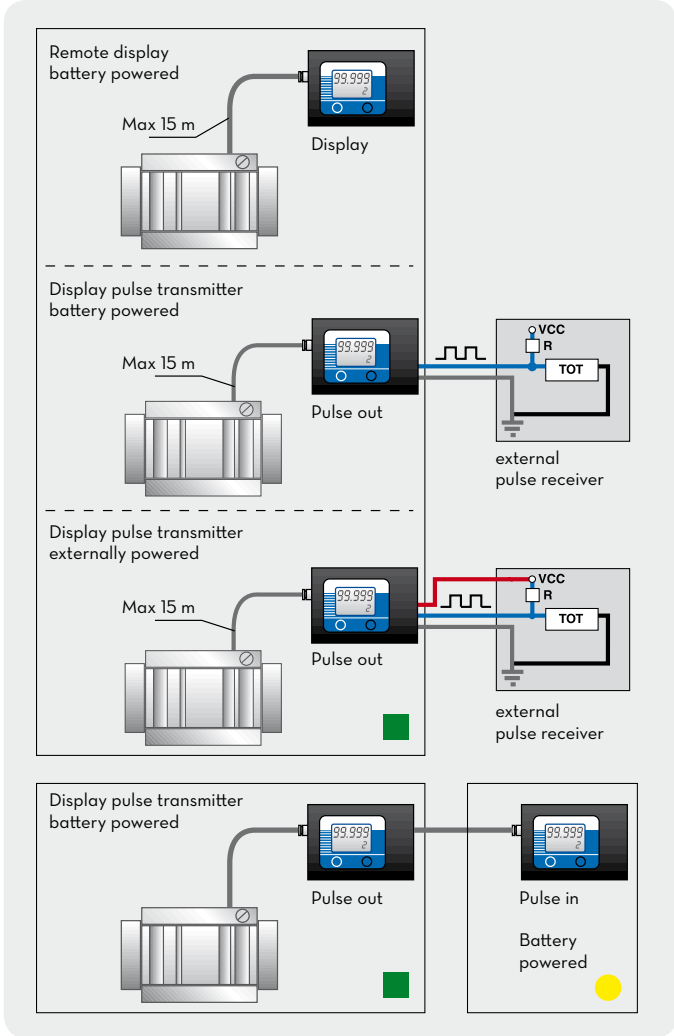 Remote display
battery powered
99.999
2
Max 15 m
Display
Display pulse transmitter
battery powered
99.999
2
Max 15 m
Pulse out
VCC
R
TOT
external
pulse receiver
Display pulse transmitter
externally powered
99.999
2
Max 15 m
Pulse out
VCC
R
TOT
external
pulse receiver
Display pulse transmitter
battery powered
99.999
2
Pulse out
99.999
2
Pulse in
Battery
powered